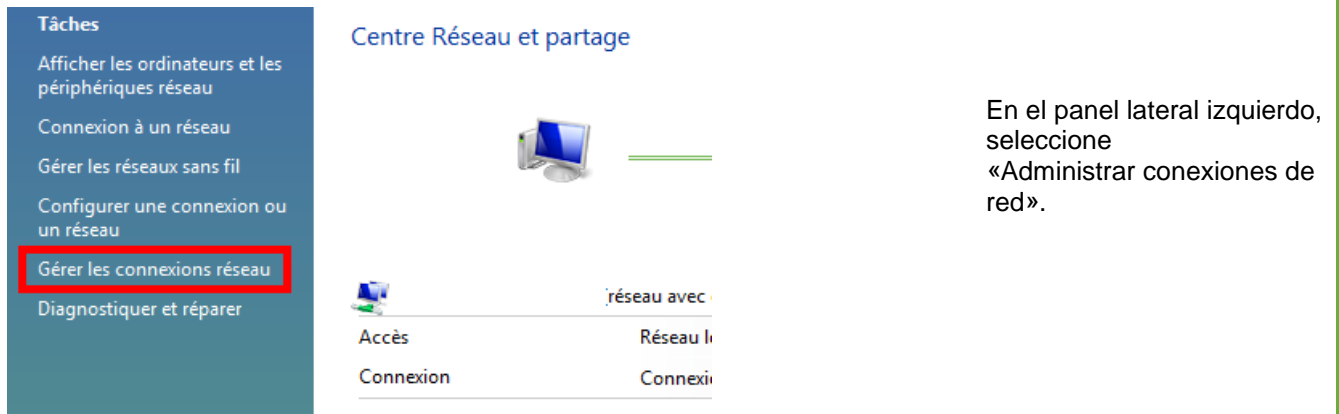 Tâches
Afficher les ordinateurs et les
périphériques réseau
Connexion à un réseau
Gérer les réseaux sans fil
Configurer une connexion ou
un réseau
Gérer les connexions réseau
Diagnostiquer et réparer
Centre Réseau et partage
réseau avec
Accès
Réseau
Connexion
En el panel lateral izquierdo,
seleccione
«Administrar conexiones de
red».